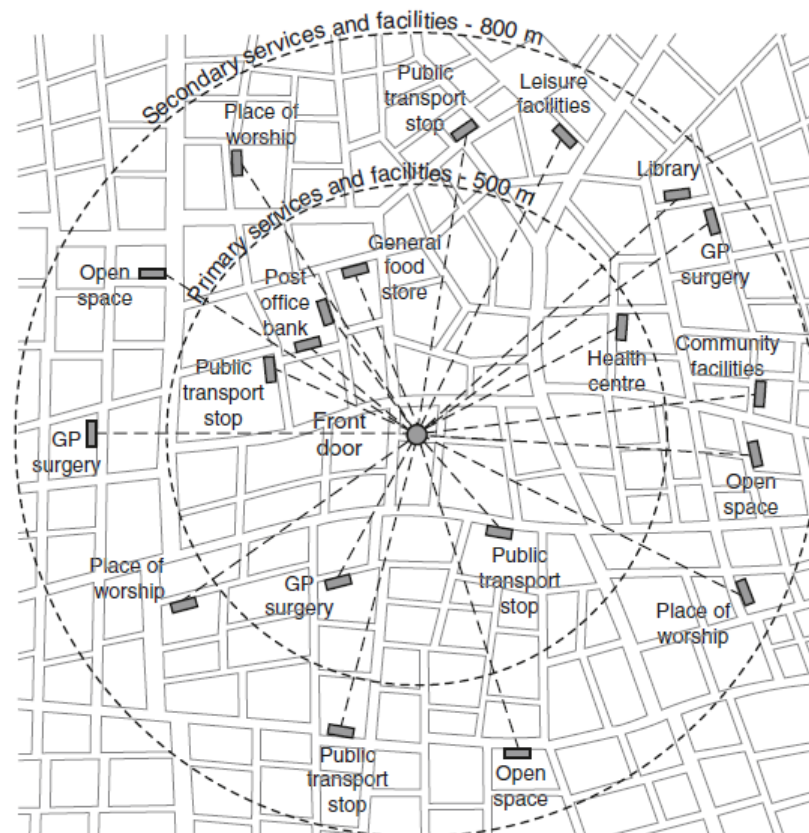 Secondary services and facilities - 800 m
Public
transport
stop
Leisure
facilities
Place of
worship
Library
Primary services and facilities - 500 m
GP
surgery
General
food
store
Open
space
Post
office
bank
Health
centre
Community
facilities
Public
transport
stop
Front
door
GP
surgery
Open
space
Public
transport
stop
Place of
worship
GP
surgery
Place of
worship
Public
transport
stop
Open
space